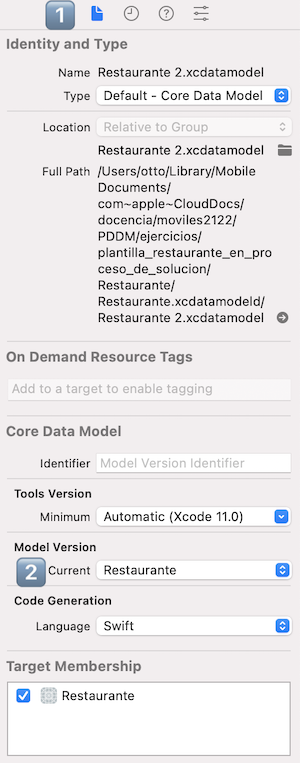 1
Identity and Type
Name Restaurante 2.xcdatamodel
Type Default - Core Data Model
Location Relative to Group
Restaurante 2.xcdatamodel
Full Path /Users/otto/Library/Mobile
Documents/
com~apple~CloudDocs/
docencia/moviles2122/
PDDM/ejercicios/
plantilla_restaurante_en_pro
ceso_de_solucion/
Restaurante/
Restaurante.xcdatamodeld/
Restaurante 2.xcdatamodel
On Demand Resource Tags
Add to a target to enable tagging
Core Data Model
Identifier Model Version Identifier
Tools Version
Minimum Automatic (Xcode 11.0)
Model Version
2 Current Restaurante
Code Generation
Language Swift
Target Membership
Restaurante